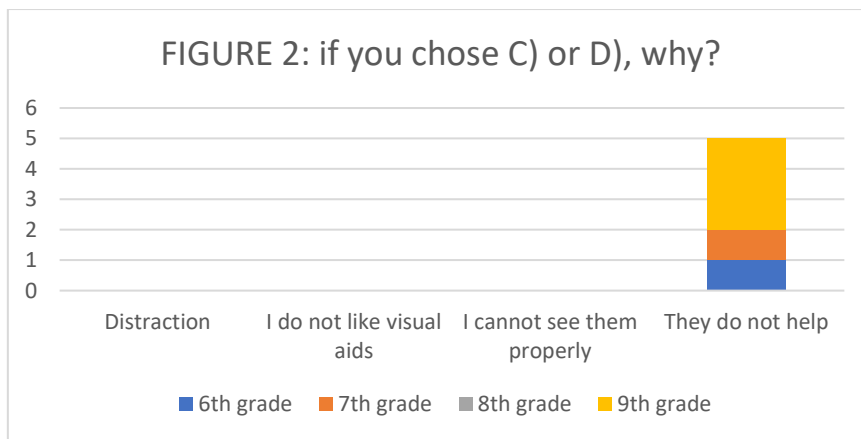 FIGURE 2: if you chose C) or D), why?
6
5
4
3
2
1
0
Distraction
I do not like visual
aids
I cannot see them
properly
They do not help
6th grade
7th grade
8th grade
9th grade